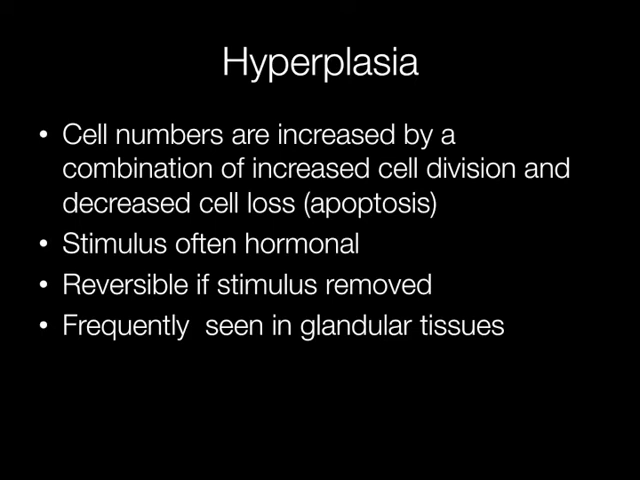 Hyperplasia
• Cell numbers are increased by a
combination of increased cell division and
decreased cell loss (apoptosis)
• Stimulus often hormonal
• Reversible if stimulus removed
• Frequently  seen in glandular tissues